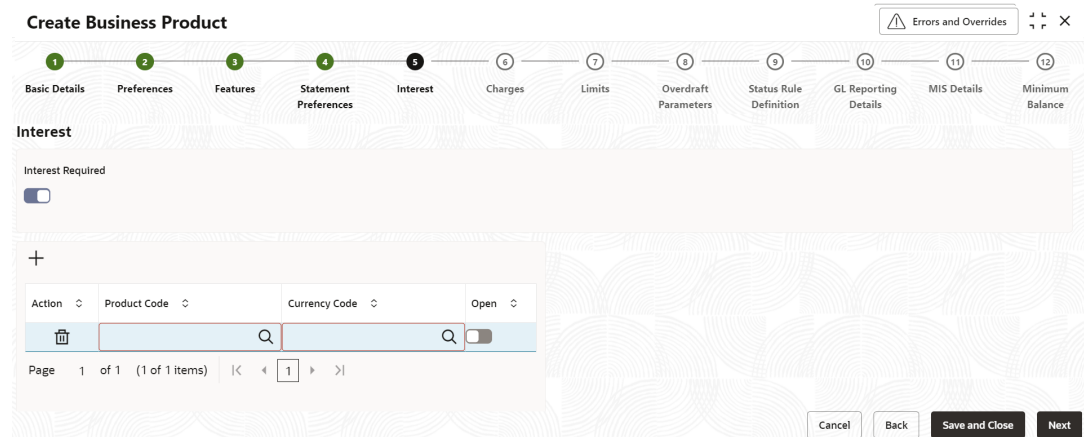 Create Business Product
Errors and Overrides
1 2 3 4 5 6 7 8 9 10 11 12
Basic Details Preferences Features Statement Interest Charges Limits Overdraft Status Rule GL Reporting MIS Details Minimum
Preferences Parameters Definition Details Balance
Interest
Interest Required
Action Product Code Currency Code Open
Page 1 of 1 (1 of 1 items) 1
Cancel Back Save and Close Next